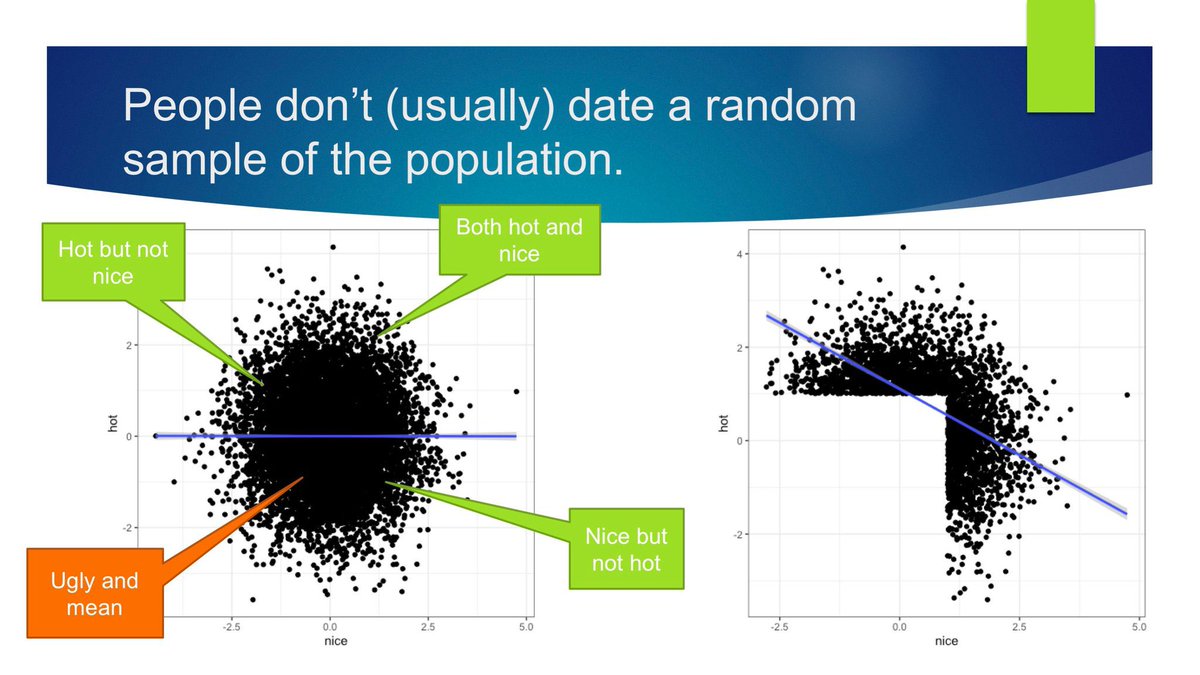 People don’t (usually) date a random
sample of the population.
Hot but not
nice
Both hot and
nice
Ugly and
mean
Nice but
not hot
hot
2
0
-2
-2.5
0.0
2.5
5.0
nice
hot
4
2
0
-2
-2.5
0.0
2.5
5.0
nice